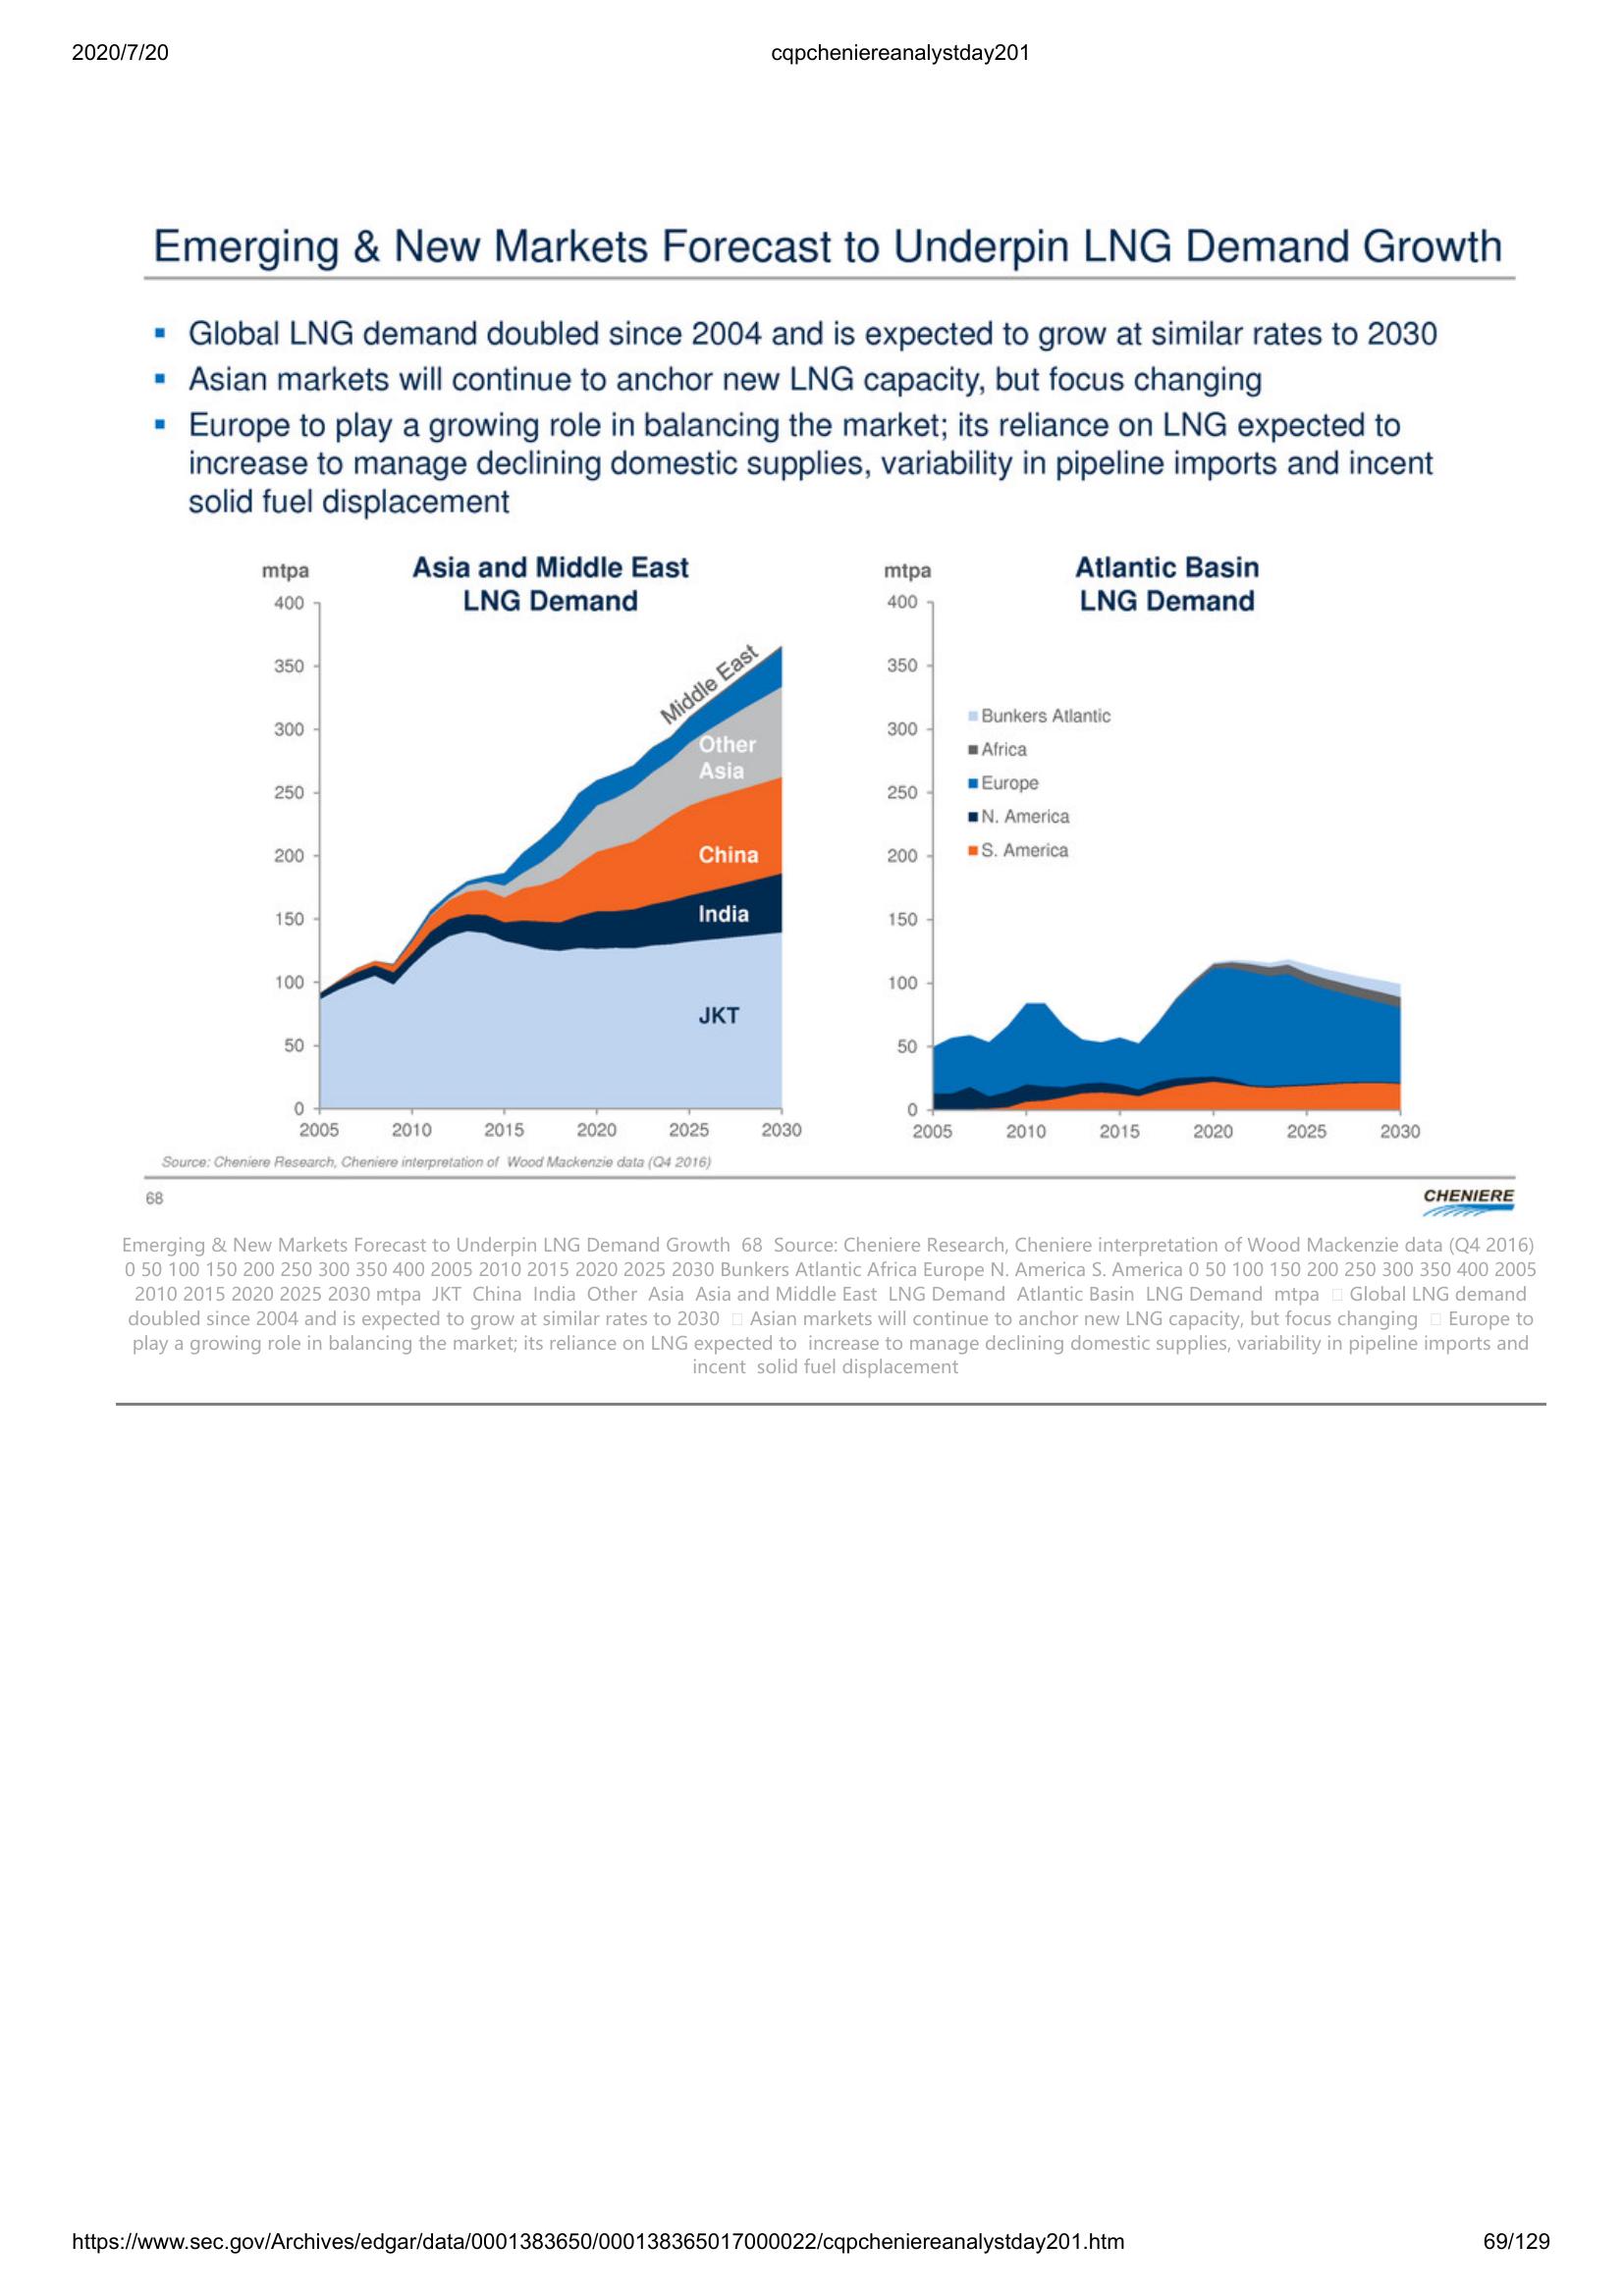 2020/7/20 cqpcheniereanalystday201
Emerging & New Markets Forecast to Underpin LNG Demand Growth
▪ Global LNG demand doubled since 2004 and is expected to grow at similar rates to 2030
▪ Asian markets will continue to anchor new LNG capacity, but focus changing
▪ Europe to play a growing role in balancing the market; its reliance on LNG expected to
increase to manage declining domestic supplies, variability in pipeline imports and incent
solid fuel displacement
mtpa
Asia and Middle East
LNG Demand
400
350
300
250
200
150
100
50
0
2005 2010 2015 2020 2025 2030
Middle East
Other
Asia
China
India
JKT
mtpa
Atlantic Basin
LNG Demand
400
350
300
250
200
150
100
50
0
Bunkers Atlantic
Africa
Europe
N. America
S. America
2005 2010 2015 2020 2025 2030
Source: Cheniere Research, Cheniere interpretation of Wood Mackenzie data (Q4 2016)
68
CHENIERE
Emerging & New Markets Forecast to Underpin LNG Demand Growth 68 Source: Cheniere Research, Cheniere interpretation of Wood Mackenzie data (Q4 2016)
0 50 100 150 200 250 300 350 400 2005 2010 2015 2020 2025 2030 Bunkers Atlantic Africa Europe N. America S. America 0 50 100 150 200 250 300 350 400 2005
2010 2015 2020 2025 2030 mtpa JKT China India Other Asia Asia and Middle East LNG Demand Atlantic Basin LNG Demand mtpa  Global LNG demand
doubled since 2004 and is expected to grow at similar rates to 2030  Asian markets will continue to anchor new LNG capacity, but focus changing  Europe to
play a growing role in balancing the market; its reliance on LNG expected to increase to manage declining domestic supplies, variability in pipeline imports and
incent solid fuel displacement
https://www.sec.gov/Archives/edgar/data/0001383650/000138365017000022/cqpcheniereanalystday201.htm 69/129